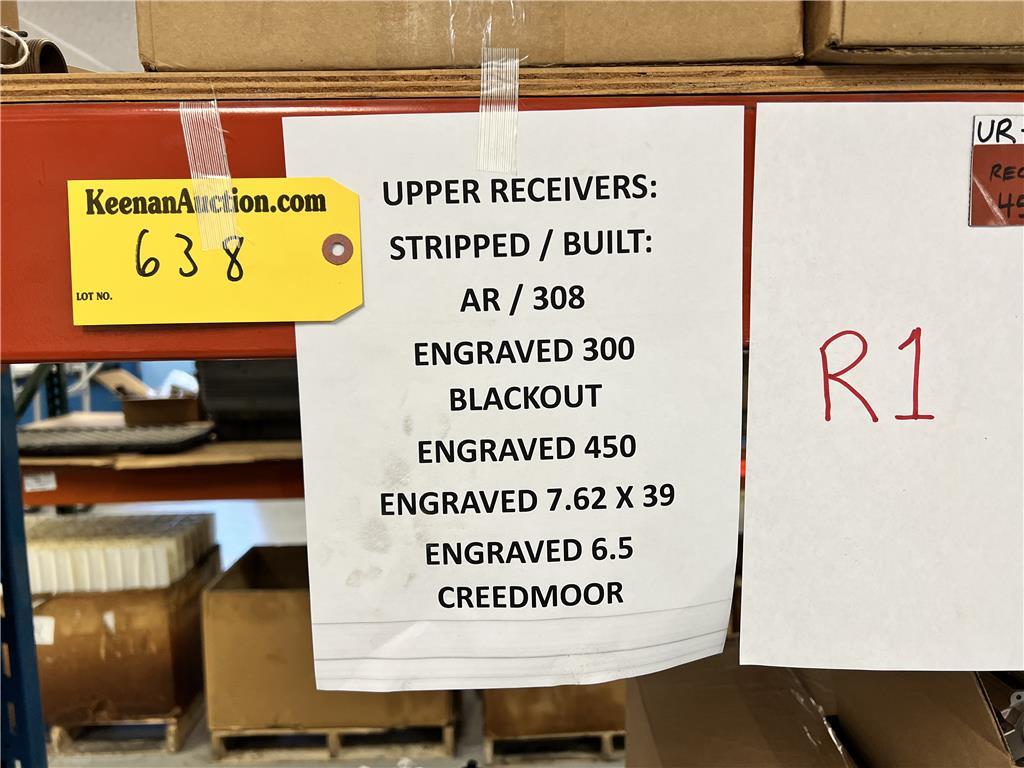 KeenanAuction.com
638
LOT NO.
UPPER RECEIVERS:
STRIPPED / BUILT:
AR / 308
ENGRAVED 300
BLACKOUT
ENGRAVED 450
ENGRAVED 7.62 X 39
ENGRAVED 6.5
CREEDMOOR
R1
UR-